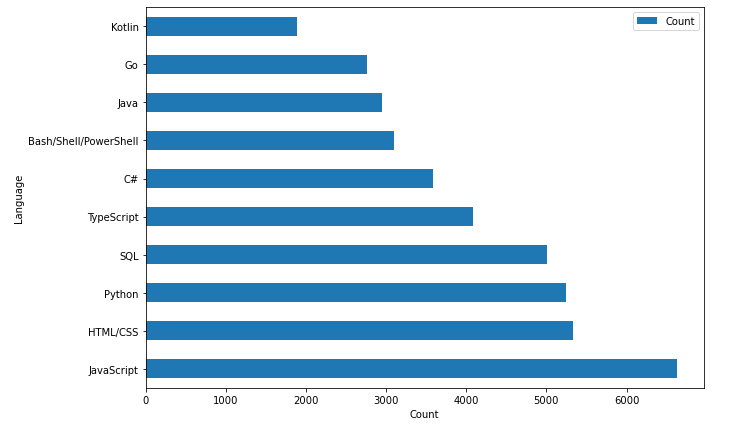 Count
Kotlin
Go
Java
Bash/Shell/PowerShell
C#
TypeScript
SQL
Python
HTML/CSS
JavaScript
Language
0 1000 2000 3000 4000 5000 6000
Count